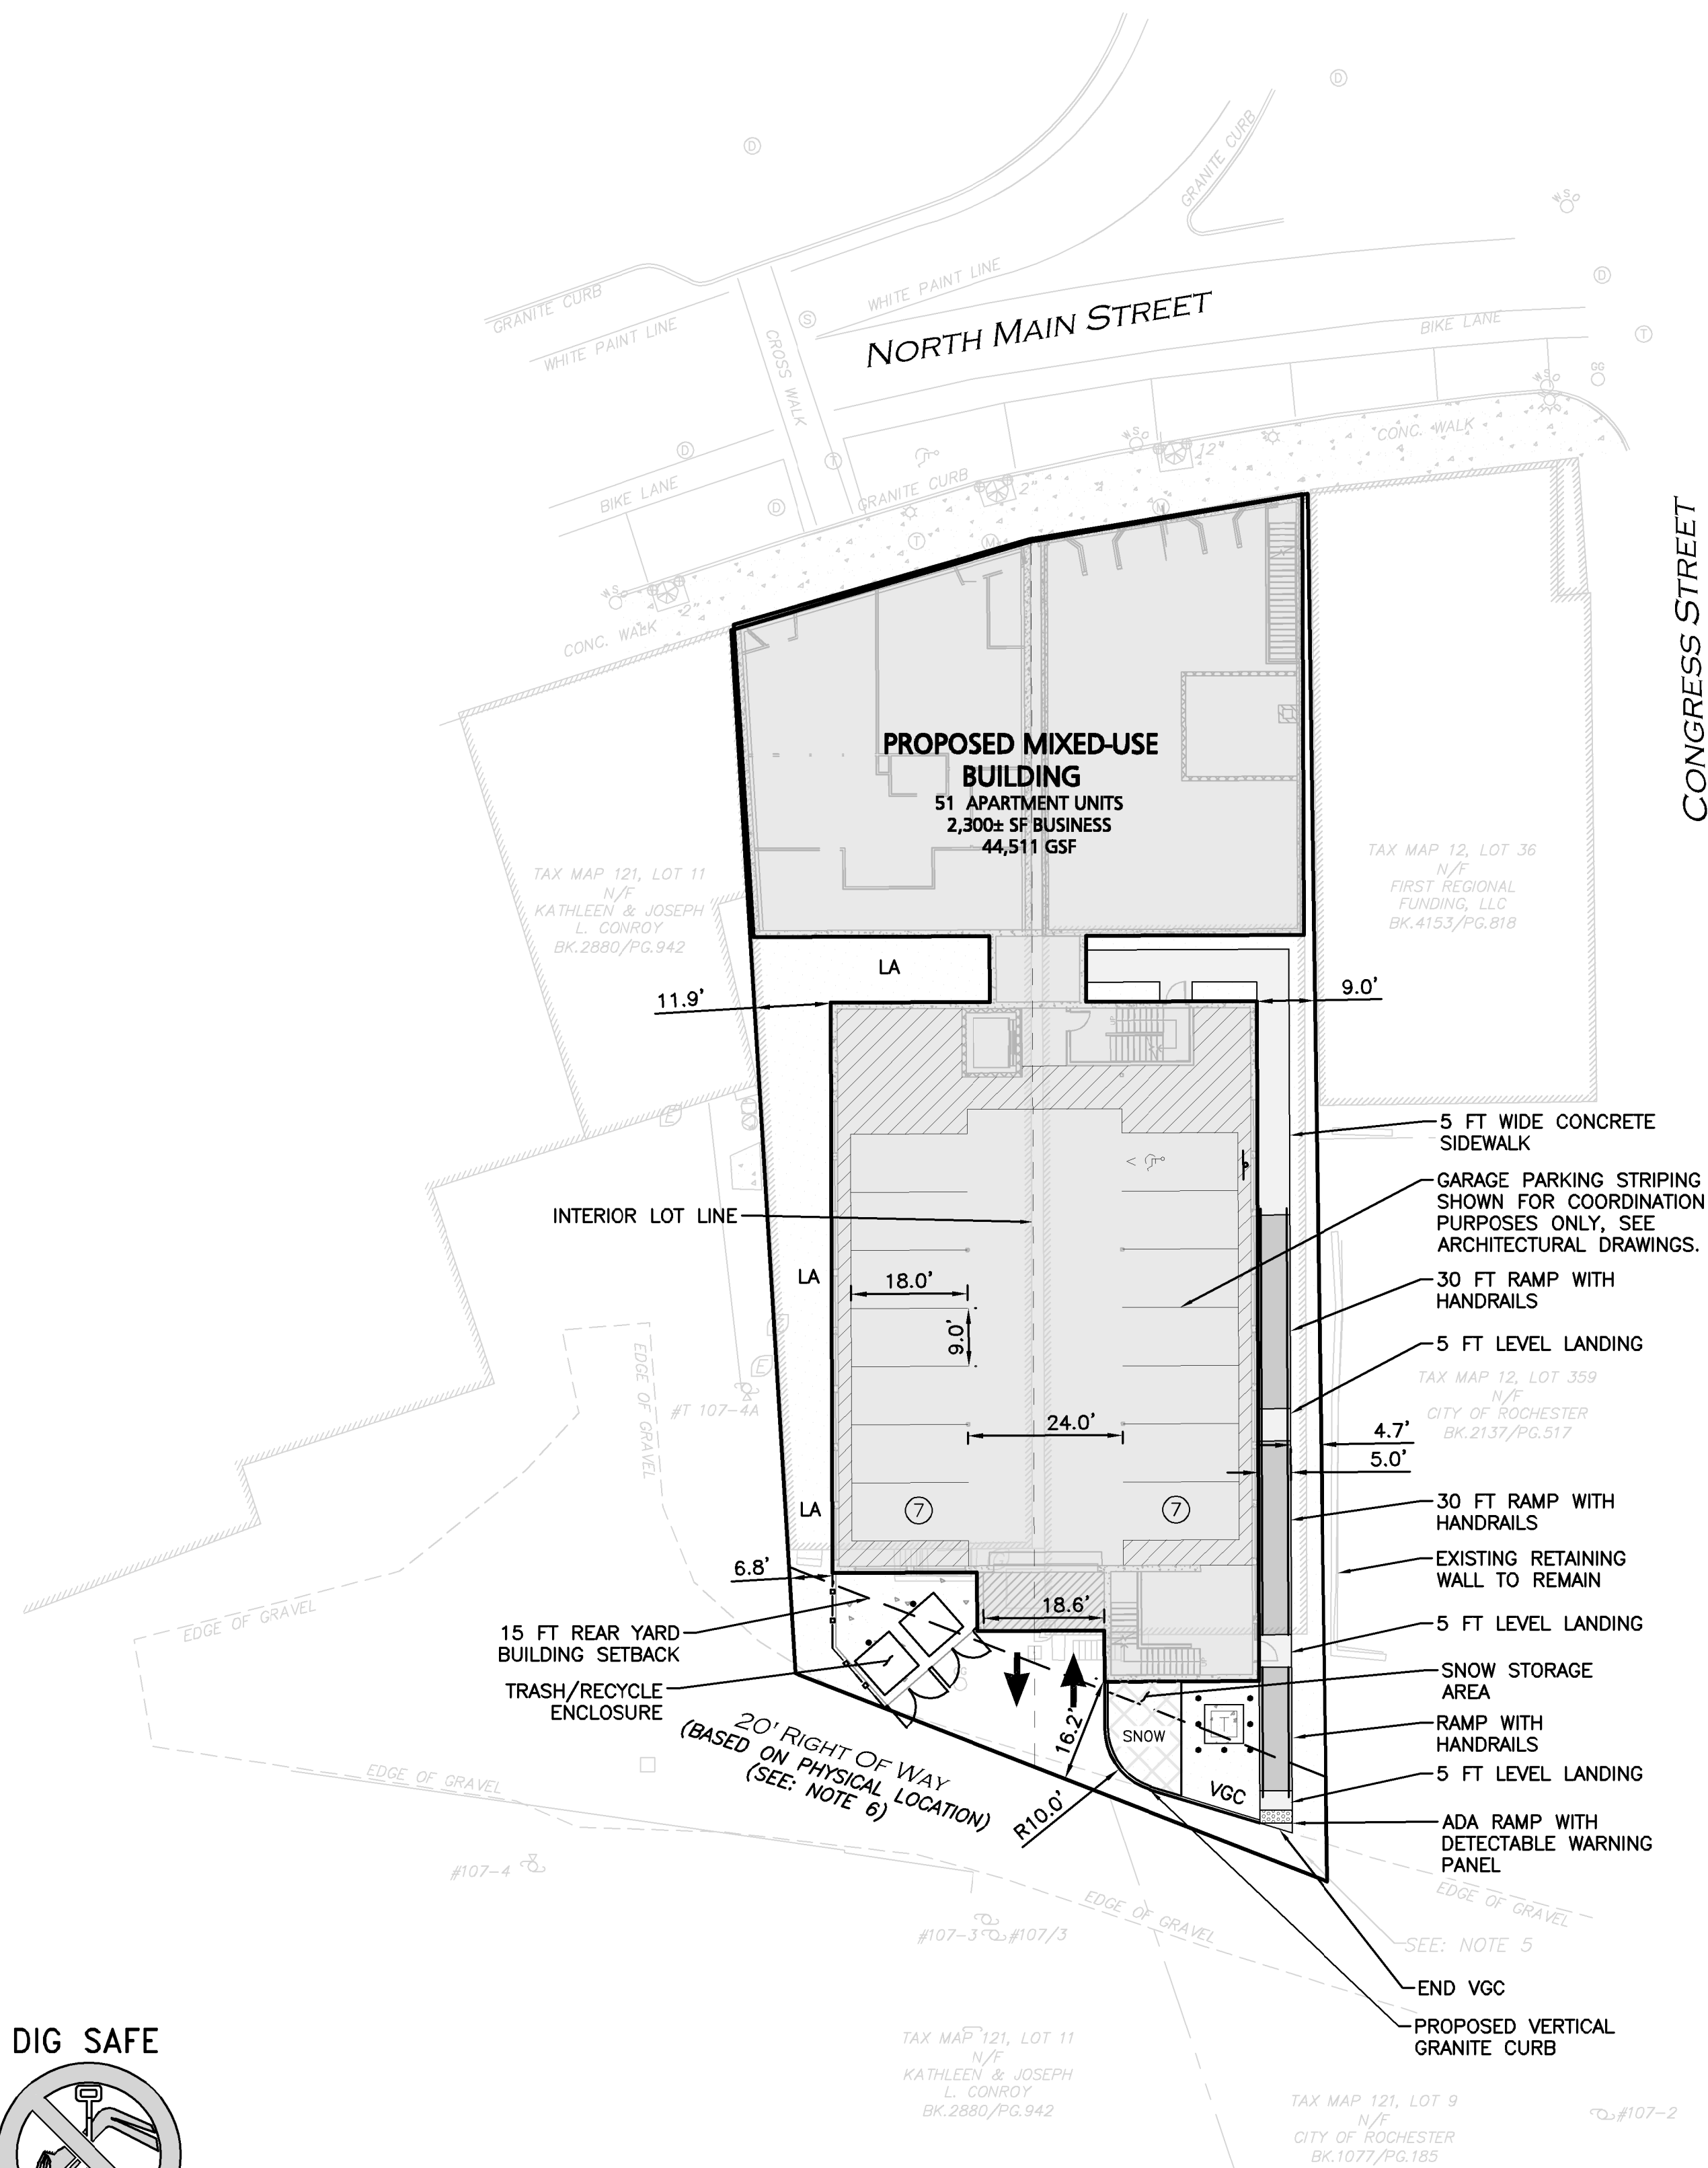 D
GRANITE CURB
D
W S O
D
GRANITE CURB
WHITE PAINT LINE
S
WHITE PAINT LINE
NORTH MAIN STREET
BIKE LANE
T
CROSS WALK
W S O
GG
CONC. WALK
W S O
12"
D
T
BIKE LANE
GRANITE CURB
2"
M
D
T
M
CONGRESS STREET
W S O
2"
CONC. WALK
PROPOSED MIXED-USE
BUILDING
51 APARTMENT UNITS
2,300± SF BUSINESS
44,511 GSF
TAX MAP 121, LOT 11
N/F
KATHLEEN & JOSEPH
L. CONROY
BK.2880/PG.942
TAX MAP 12, LOT 36
N/F
FIRST REGIONAL
FUNDING, LLC
BK.4153/PG.818
LA
11.9'
9.0'
E
5 FT WIDE CONCRETE
SIDEWALK
GARAGE PARKING STRIPING
SHOWN FOR COORDINATION
PURPOSES ONLY, SEE
ARCHITECTURAL DRAWINGS.
INTERIOR LOT LINE
LA
18.0'
9.0'
30 FT RAMP WITH
HANDRAILS
5 FT LEVEL LANDING
EDGE OF GRAVEL
E
#T 107-4A
TAX MAP 12, LOT 359
N/F
CITY OF ROCHESTER
BK.2137/PG.517
24.0'
4.7'
5.0'
LA
7
7
30 FT RAMP WITH
HANDRAILS
EXISTING RETAINING
WALL TO REMAIN
6.8'
18.6'
EDGE OF GRAVEL
15 FT REAR YARD
BUILDING SETBACK
5 FT LEVEL LANDING
TRASH/RECYCLE
ENCLOSURE
SNOW STORAGE
AREA
20' RIGHT OF WAY
(BASED ON PHYSICAL LOCATION)
(SEE: NOTE 6)
16.2'
SNOW
T
RAMP WITH
HANDRAILS
EDGE OF GRAVEL
VGC
5 FT LEVEL LANDING
R10.0'
ADA RAMP WITH
DETECTABLE WARNING
PANEL
#107-4
EDGE OF GRAVEL
EDGE OF GRAVEL
#107-3
#107/3
SEE: NOTE 5
END VGC
PROPOSED VERTICAL
GRANITE CURB
DIG SAFE
TAX MAP 121, LOT 11
N/F
KATHLEEN & JOSEPH
L. CONROY
BK.2880/PG.942
TAX MAP 121, LOT 9
N/F
CITY OF ROCHESTER
BK.1077/PG.185
#107-2